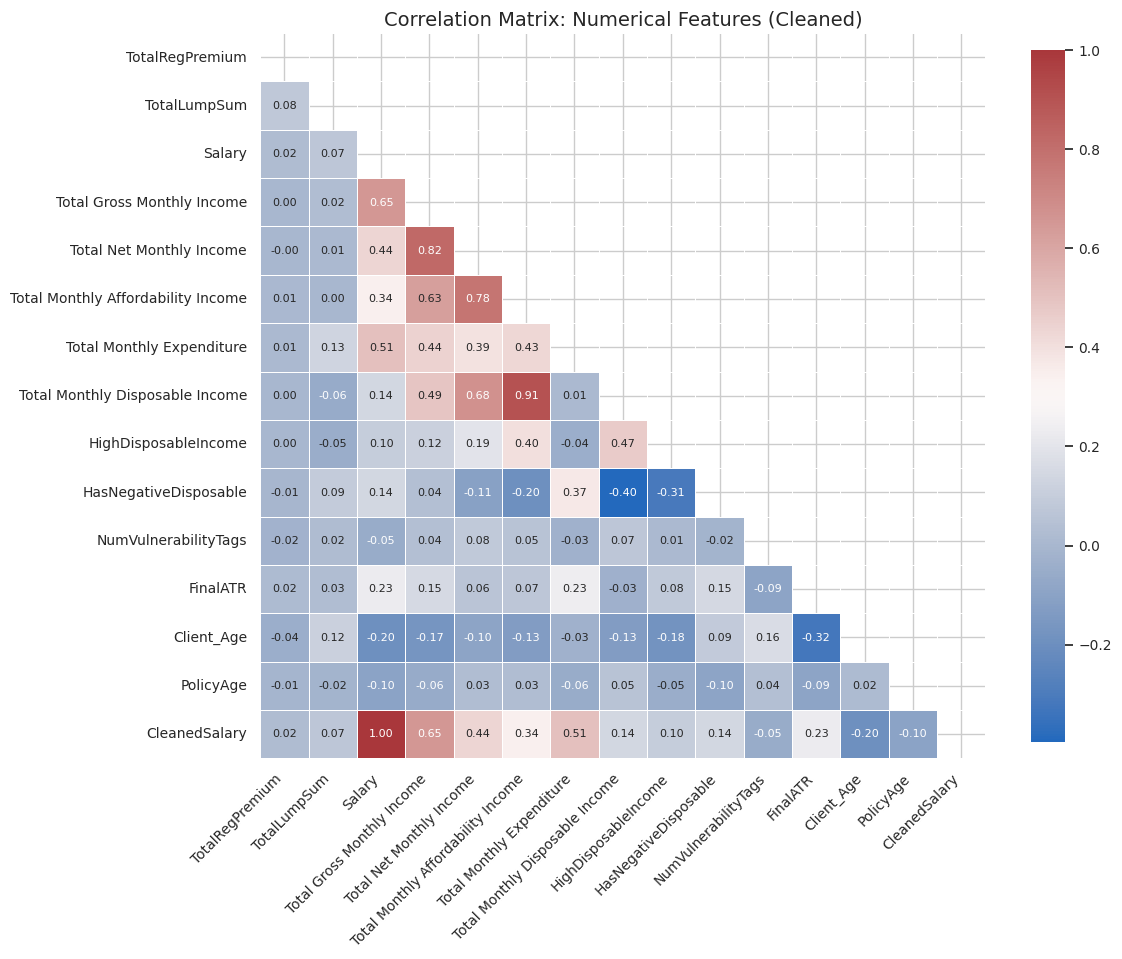 Correlation Matrix: Numerical Features (Cleaned)
TotalRegPremium
TotalLumpSum 0.08
Salary 0.02 0.07
Total Gross Monthly Income 0.00 0.02 0.65
Total Net Monthly Income -0.00 0.01 0.44 0.82
Total Monthly Affordability Income 0.01 0.00 0.34 0.63 0.78
Total Monthly Expenditure 0.01 0.13 0.51 0.44 0.39 0.43
Total Monthly Disposable Income 0.00 -0.06 0.14 0.49 0.68 0.91 0.01
HighDisposableIncome 0.00 -0.05 0.10 0.12 0.19 0.40 -0.04 0.47
HasNegativeDisposable -0.01 0.09 0.14 0.04 -0.11 -0.20 0.37 -0.40 -0.31
NumVulnerabilityTags -0.02 0.02 -0.05 0.04 0.08 0.05 -0.03 0.07 0.01 -0.02
FinalATR 0.02 0.03 0.23 0.15 0.06 0.07 0.23 -0.03 0.08 0.15 -0.09
Client_Age -0.04 0.12 -0.20 -0.17 -0.10 -0.13 -0.03 -0.13 -0.18 0.09 0.16 -0.32
PolicyAge -0.01 -0.02 -0.10 -0.06 0.03 0.03 -0.06 0.05 -0.05 -0.10 0.04 -0.09 0.02
CleanedSalary 0.02 0.07 1.00 0.65 0.44 0.34 0.51 0.14 0.10 0.14 -0.05 0.23 -0.20 -0.10
TotalRegPremium
TotalLumpSum
Salary
Total Gross Monthly Income
Total Net Monthly Income
Total Monthly Affordability Income
Total Monthly Expenditure
Total Monthly Disposable Income
HighDisposableIncome
HasNegativeDisposable
NumVulnerabilityTags
FinalATR
Client_Age
PolicyAge
CleanedSalary
1.0
0.8
0.6
0.4
0.2
0.0
−0.2